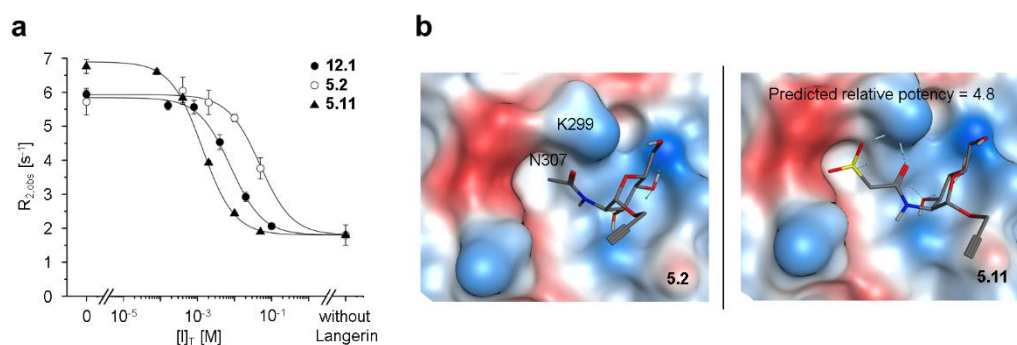 a
R2,obs [s-1]
7
6
5
4
3
2
1
0
0
10-5
10-3
10-1
without
Langerin
[I]T [M]
12.1
5.2
5.11
b
K299
N307
5.2
Predicted relative potency = 4.8
5.11